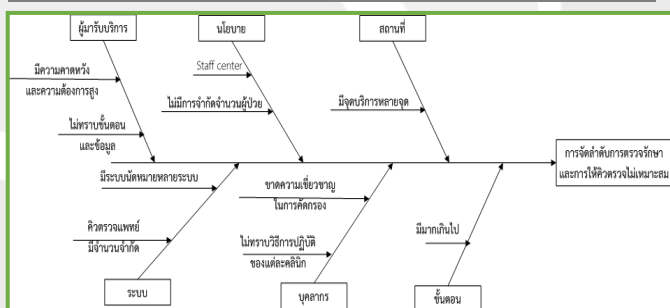 ผู้มารับบริการ
นโยบาย
สถานที่
Staff center
มีความคาดหวัง
และความต้องการสูง
ไม่มีการจำกัดจำนวนผู้ป่วย
มีจุดบริการหลายจุด
ไม่ทราบขั้นตอน
และข้อมูล
การจัดลำดับการตรวจรักษา
และการให้คิวตรวจไม่เหมาะสม
มีระบบนัดหมายหลายระบบ
ขาดความเชี่ยวชาญ
ในการคัดกรอง
คิวตรวจแพทย์
มีจำนวนจำกัด
ไม่ทราบวิธีการปฏิบัติ
ของแต่ละคลินิก
มีมากเกินไป
ระบบ
บุคลากร
ขั้นตอน